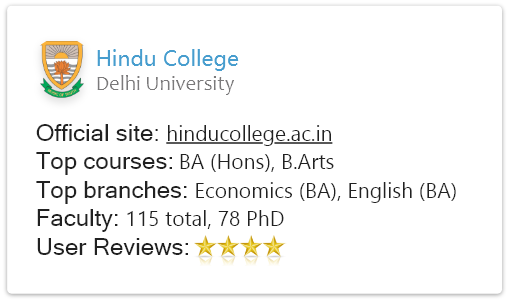 Hindu College
Delhi University
Official site: hinducollege.ac.in
Top courses: BA (Hons), B.Arts
Top branches: Economics (BA), English (BA)
Faculty: 115 total, 78 PhD
User Reviews: